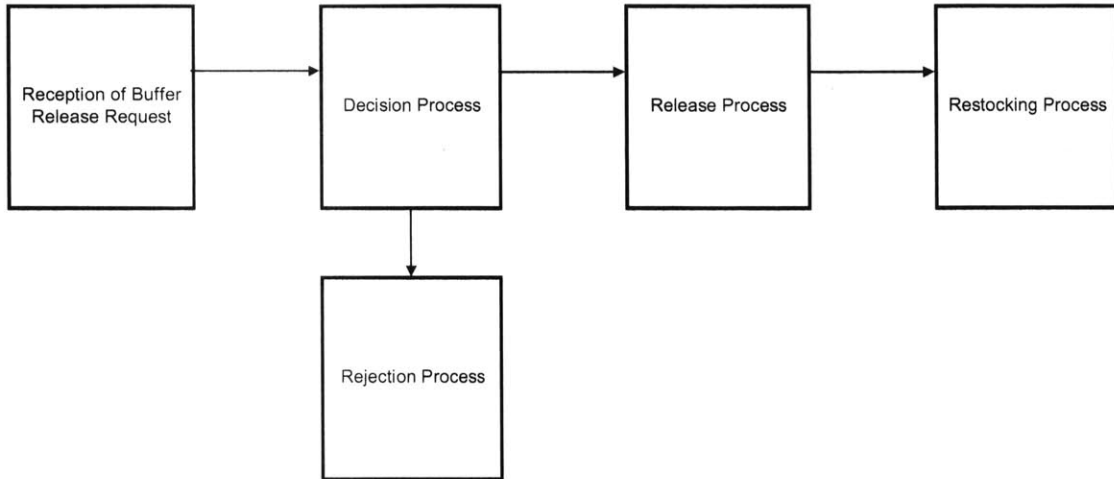 Reception of Buffer
Release Request
Decision Process
Release Process
Restocking Process
Rejection Process